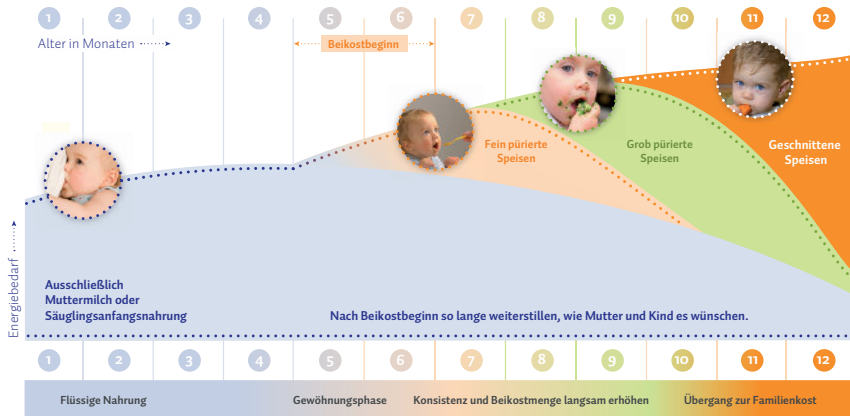 1 2 3 4 5 6 7 8 9 10 11 12
Alter in Monaten
Beikostbeginn
Fein pürierte
Speisen
Grob pürierte
Speisen
Geschnittene
Speisen
Energiebedarf
Ausschließlich
Muttermilch oder
Säuglingsanfangsnahrung
Nach Beikostbeginn so lange weiterstillen, wie Mutter und Kind es wünschen.
1 2 3 4 5 6 7 8 9 10 11 12
Flüssige Nahrung
Gewöhnungsphase
Konsistenz und Beikostmenge langsam erhöhen
Übergang zur Familienkost